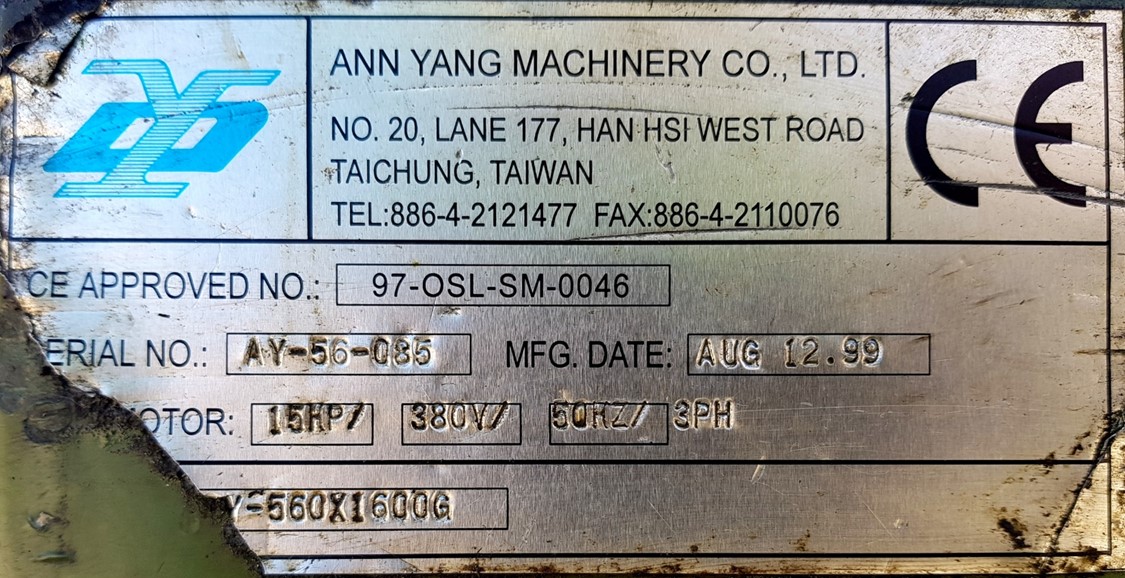 ANN YANG MACHINERY CO., LTD.
NO. 20, LANE 177, HAN HSI WEST ROAD
TAICHUNG, TAIWAN
TEL:886-4-2121477 FAX:886-4-2110076
CE
CE APPROVED NO.: 97-OSL-SM-0046
ERIAL NO.: AY-56-085 MFG. DATE: AUG 12.99
OTOR: 15HP/ 380V/ 50HZ/ 3PH
Y-560X1600G